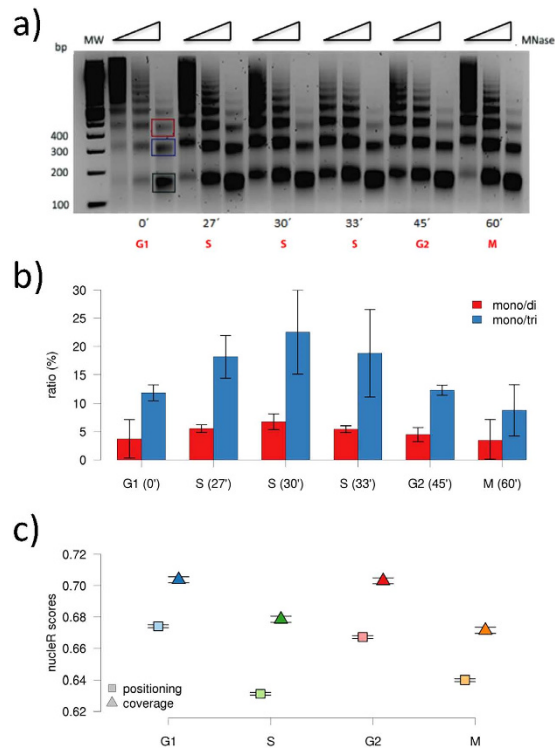 a)
MW
MNase
bp
400
300
200
100
0´ 27´ 30´ 33´ 45´ 60´
G1 S S S G2 M
b)
30
25
20
15
10
5
0
ratio (%)
mono/di
mono/tri
G1 (0') S (27') S (30') S (33') G2 (45') M (60')
c)
0.72
0.70
0.68
0.66
0.64
0.62
nucleR scores
positioning
coverage
G1 S G2 M